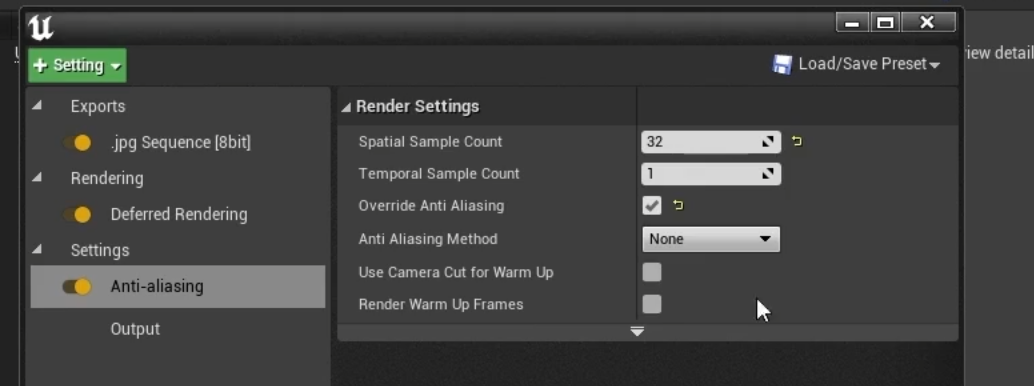 + Setting
Load/Save Preset
iew detail
Exports
.jpg Sequence [8bit]
Rendering
Deferred Rendering
Settings
Anti-aliasing
Output
Render Settings
Spatial Sample Count 32
Temporal Sample Count 1
Override Anti Aliasing
Anti Aliasing Method None
Use Camera Cut for Warm Up
Render Warm Up Frames